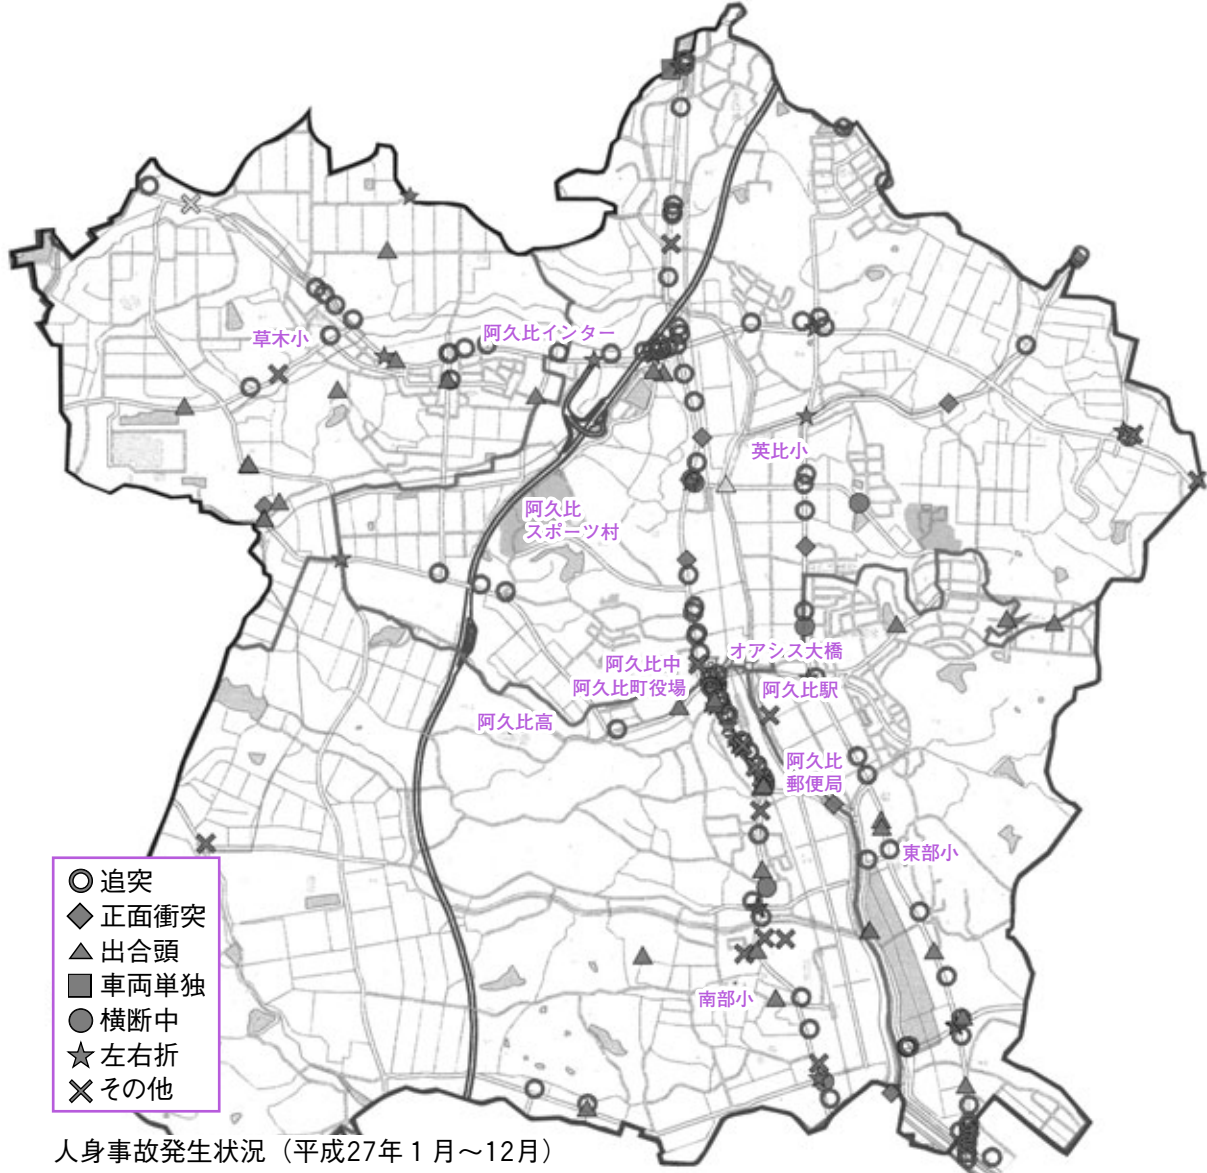 草木小
阿久比インター
英比小
阿久比
スポーツ村
オアシス大橋
阿久比中
阿久比町役場
阿久比駅
阿久比高
阿久比
郵便局
東部小
南部小
追突
正面衝突
出合頭
車両単独
横断中
左右折
その他
人身事故発生状況（平成27年１月～12月）